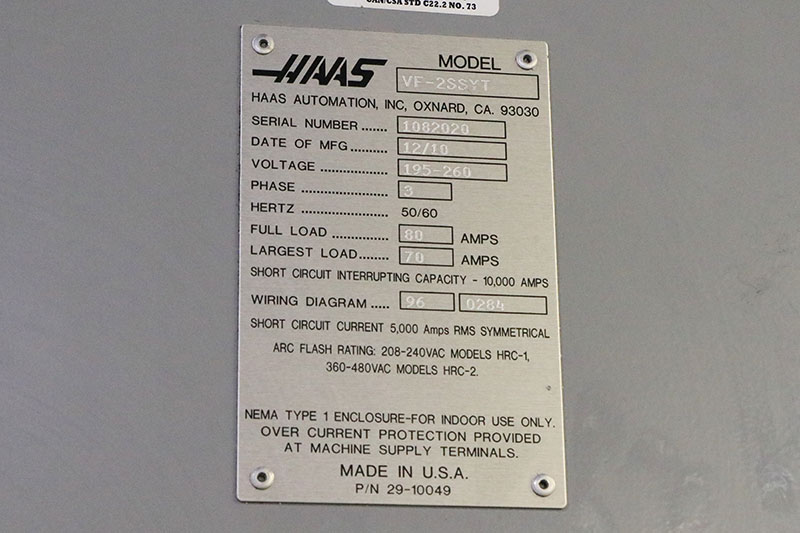 CAN/CSA STD C22.2 NO. 73
HAAS
MODEL
VF-2SSYT
HAAS AUTOMATION, INC, OXNARD, CA. 93030
SERIAL NUMBER ....... 1082020
DATE OF MFG ......... 12/10
VOLTAGE ................. 195-260
PHASE ..................... 3
HERTZ ..................... 50/60
FULL LOAD .............. 80 AMPS
LARGEST LOAD ........ 70 AMPS
SHORT CIRCUIT INTERRUPTING CAPACITY - 10,000 AMPS
WIRING DIAGRAM ..... 96 0284
SHORT CIRCUIT CURRENT 5,000 Amps RMS SYMMETRICAL
ARC FLASH RATING: 208-240VAC MODELS HRC-1,
360-480VAC MODELS HRC-2.
NEMA TYPE 1 ENCLOSURE-FOR INDOOR USE ONLY.
OVER CURRENT PROTECTION PROVIDED
AT MACHINE SUPPLY TERMINALS.
MADE IN U.S.A.
P/N 29-10049